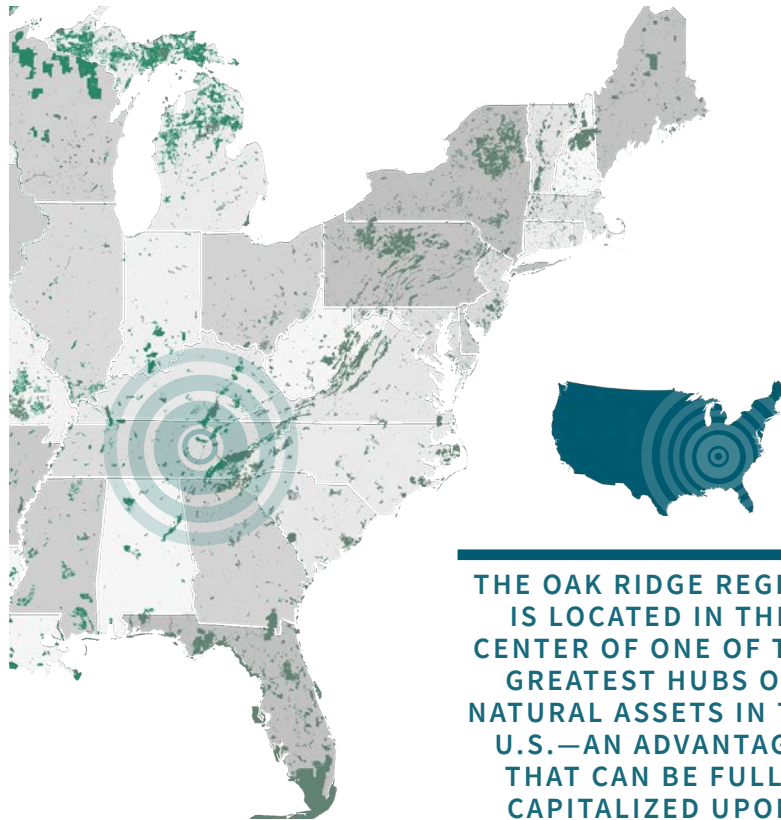 THE OAK RIDGE REGI
IS LOCATED IN TH
CENTER OF ONE OF T
GREATEST HUBS O
NATURAL ASSETS IN
U.S.—AN ADVANTAG
THAT CAN BE FULL
CAPITALIZED UPO